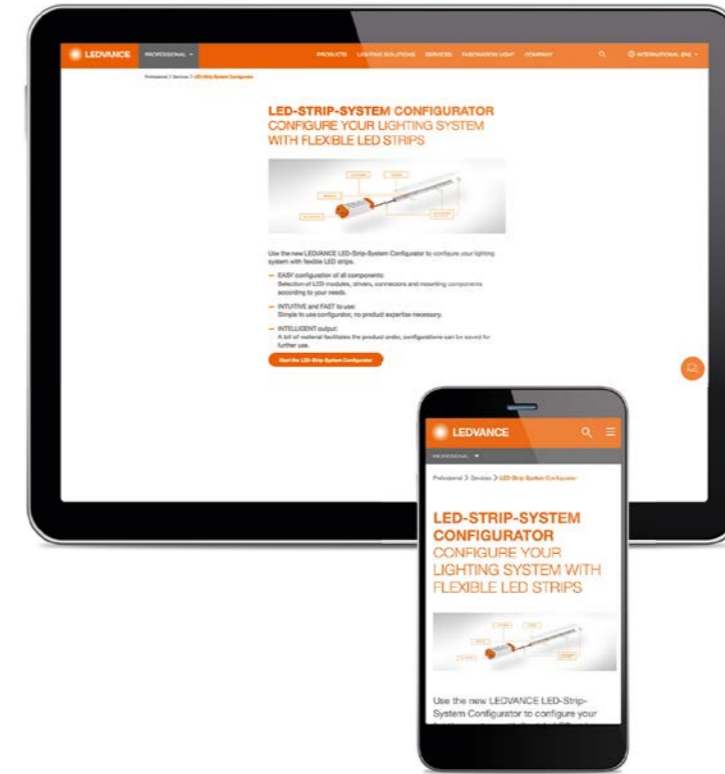 LEDVANCE PROFESSIONAL PRODUCTS LIGHTING SOLUTIONS SERVICES FASCINATION LIGHT COMPANY INTERNATIONAL (EN)
Professional > Services > LED-Strip-System Configurator
LED-STRIP-SYSTEM CONFIGURATOR
CONFIGURE YOUR LIGHTING SYSTEM
WITH FLEXIBLE LED STRIPS
Use the new LEDVANCE LED-Strip-System Configurator to configure your lighting
system with flexible LED strips.
– EASY configuration of all components:
Selection of LED modules, drivers, connectors and mounting components
according to your needs.
– INTUITIVE and FAST to use:
Simple to use configurator, no product expertise necessary.
– INTELLIGENT output:
A bill of material facilitates the product order, configurations can be saved for
further use.
Start the LED-Strip-System Configurator
LEDVANCE
PROFESSIONAL
Professional > Services > LED-Strip-System Configurator
LED-STRIP-SYSTEM
CONFIGURATOR
CONFIGURE YOUR
LIGHTING SYSTEM WITH
FLEXIBLE LED STRIPS
Use the new LEDVANCE LED-Strip-
System Configurator to configure your